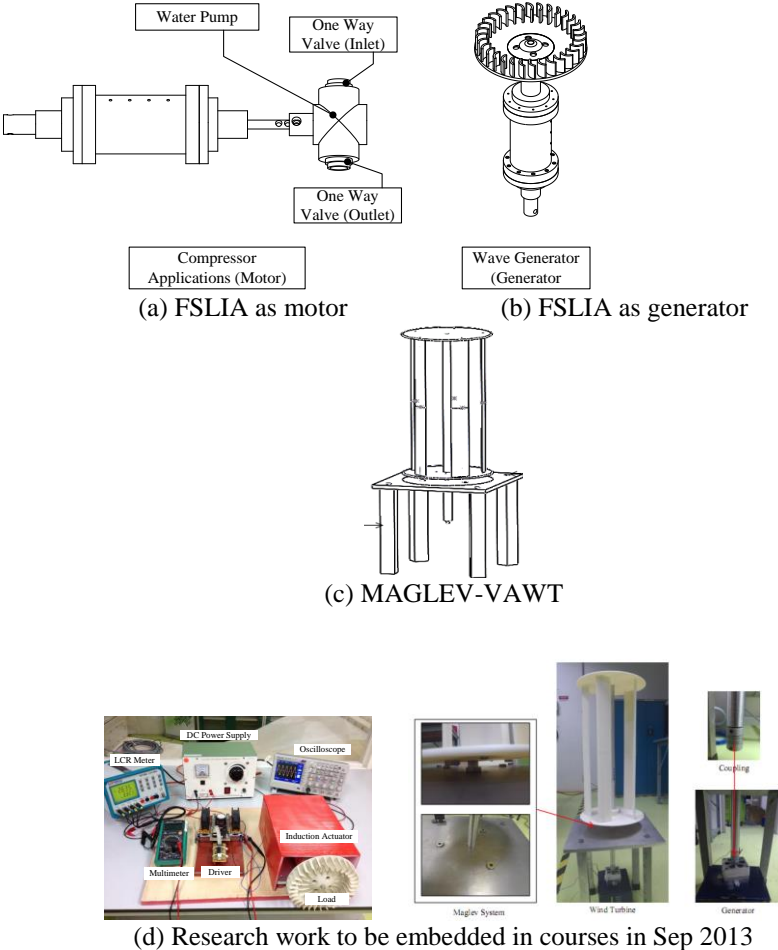 Water Pump
One Way
Valve (Inlet)
One Way
Valve (Outlet)
Compressor
Applications (Motor)
Wave Generator
(Generator
(a) FSLIA as motor
(b) FSLIA as generator
(c) MAGLEV-VAWT
DC Power Supply
LCR Meter
Oscilloscope
Induction Actuator
Multimeter
Driver
Load
Coupling
Maglev System
Wind Turbine
Generator
(d) Research work to be embedded in courses in Sep 2013